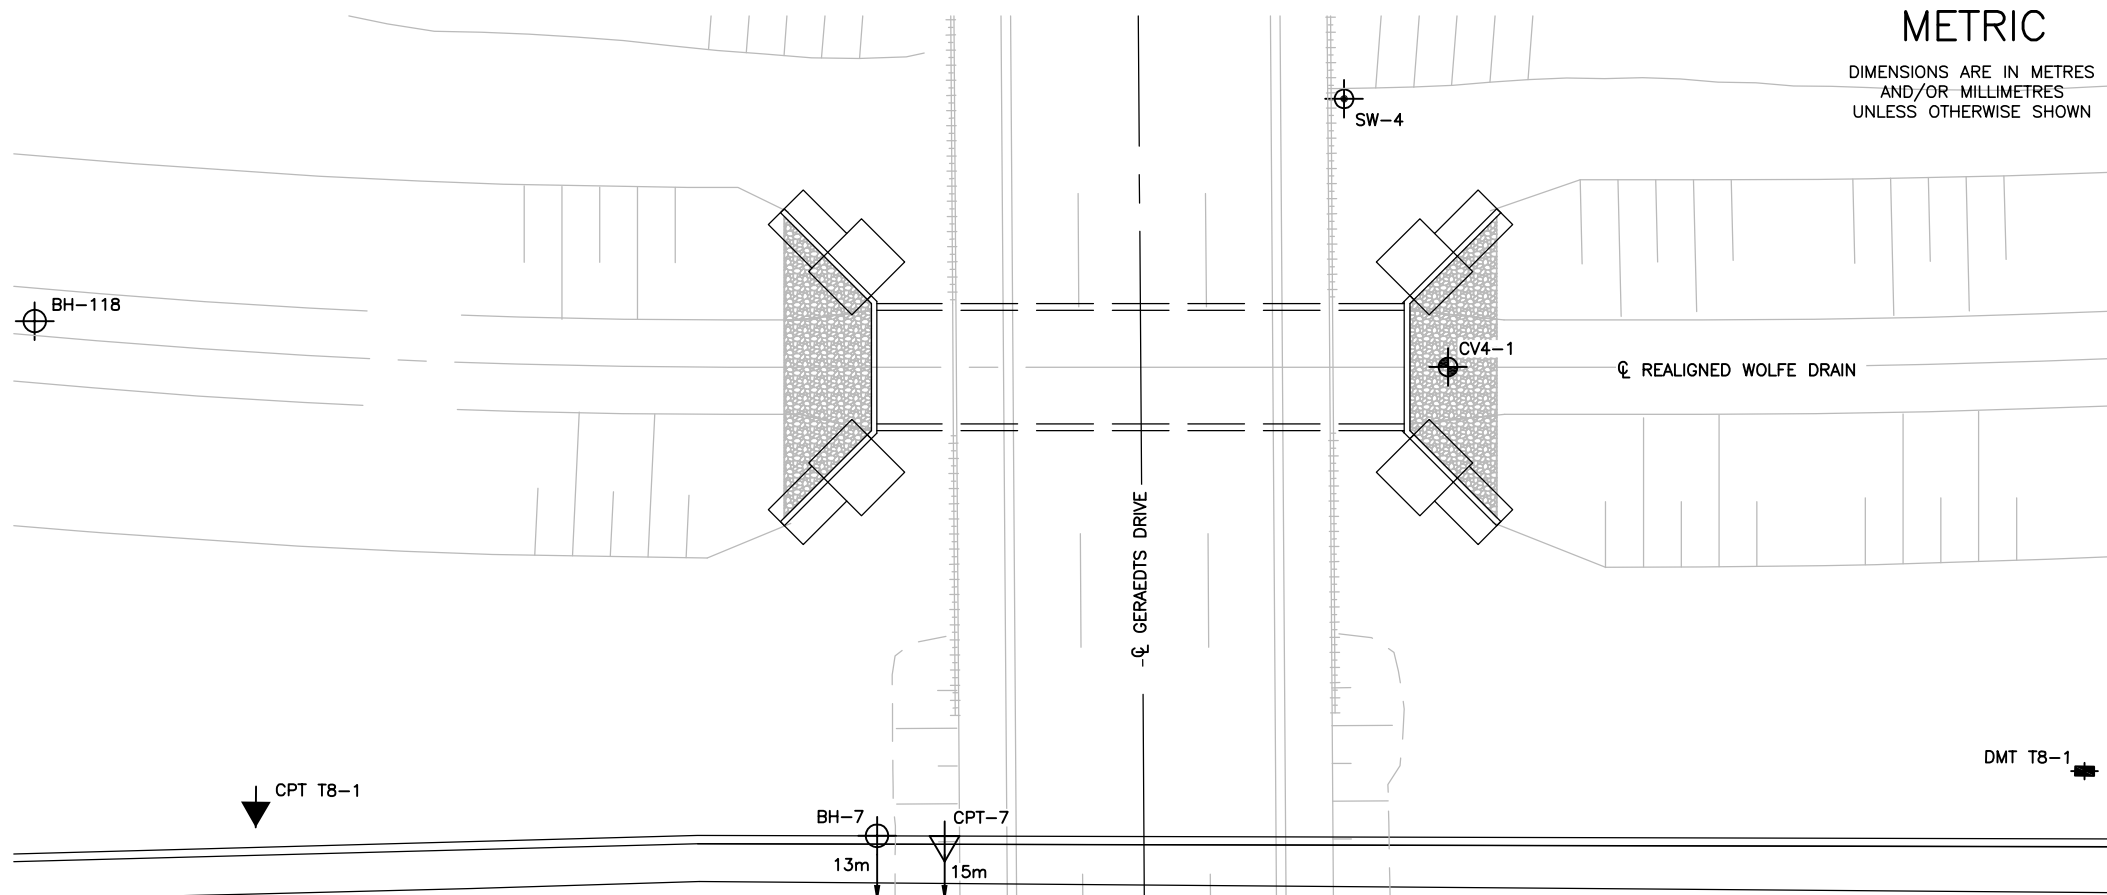 METRIC
DIMENSIONS ARE IN METRES
AND/OR MILLIMETRES
UNLESS OTHERWISE SHOWN
SW-4
BH-118
CV4-1
℄ REALIGNED WOLFE DRAIN
℄ GERAEDTS DRIVE
DMT T8-1
CPT T8-1
BH-7
CPT-7
13m
15m